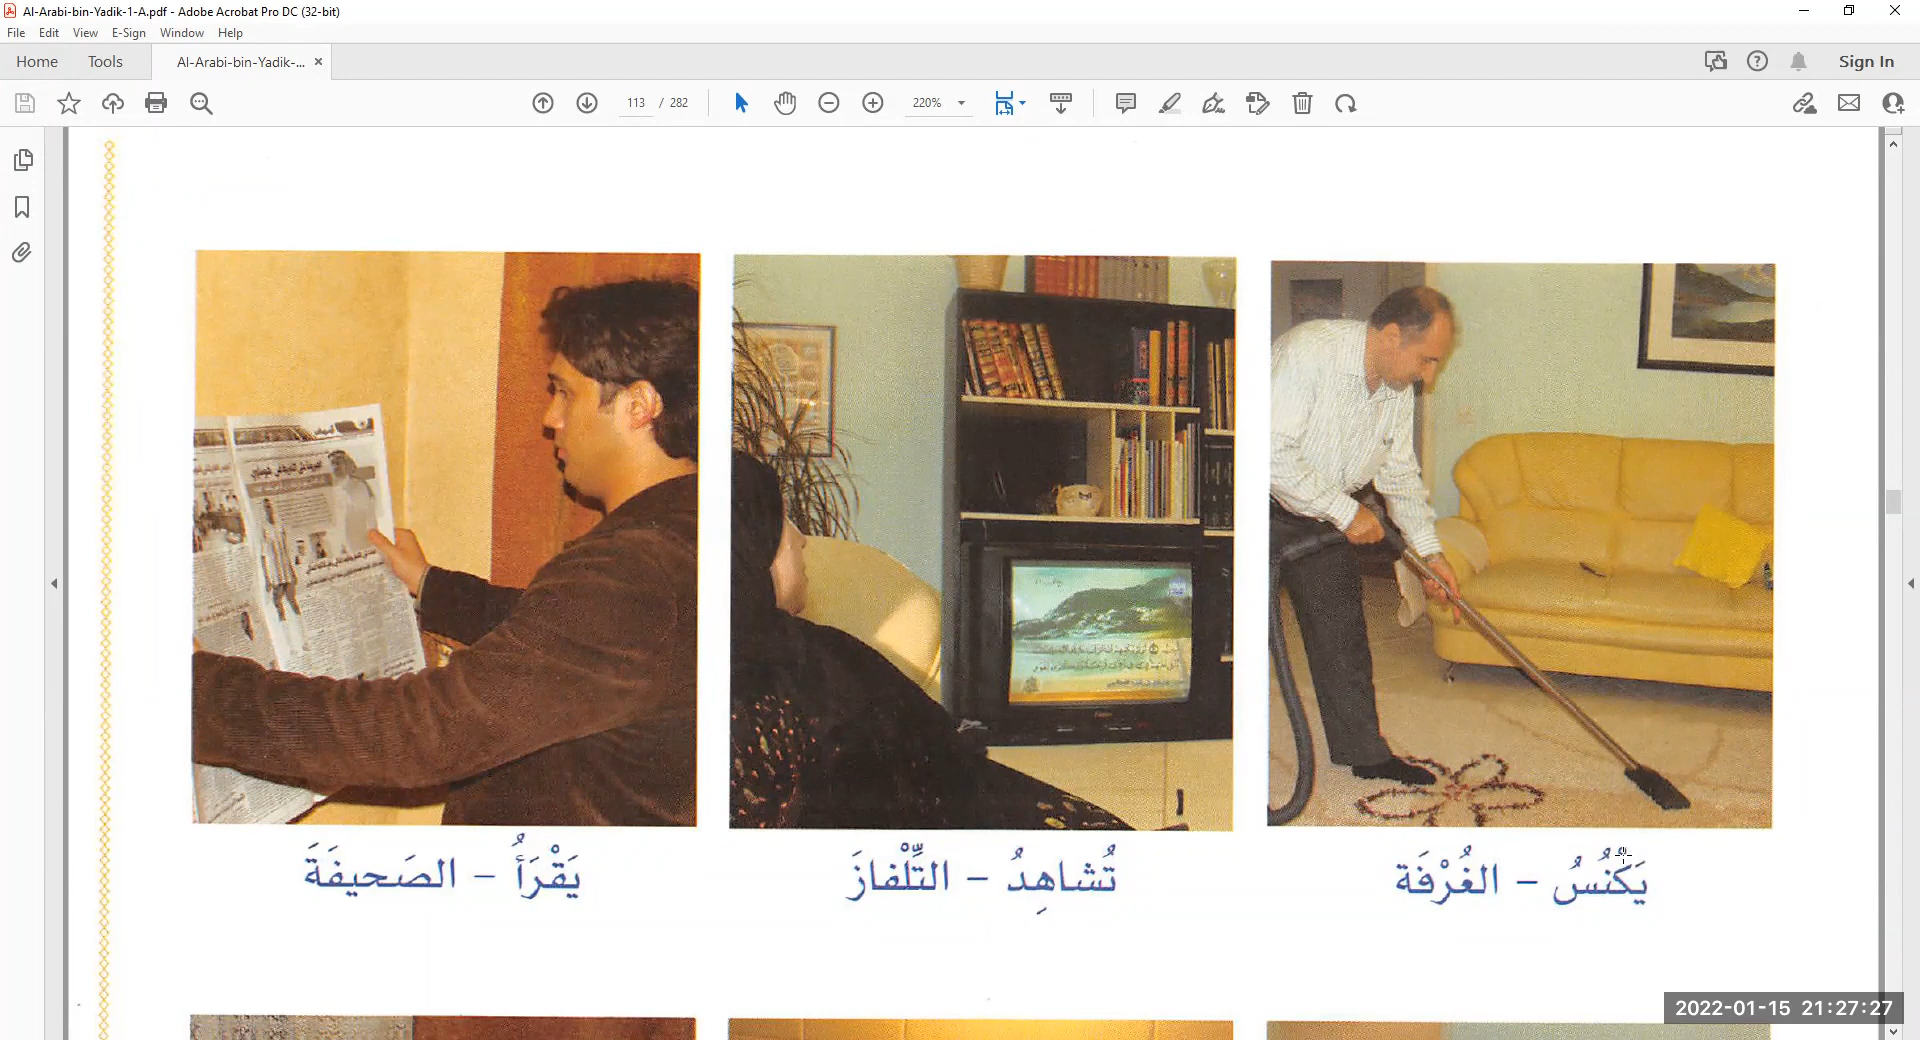 Al-Arabi-bin-Yadik-1-A.pdf - Adobe Acrobat Pro DC (32-bit)
File Edit View E-Sign Window Help
Home Tools Al-Arabi-bin-Yadik-... × Sign In
113 / 282 220%
يَكْنُسُ – الغُرْفَة
تُشاهِدُ – التِّلْفازَ
يَقْرَأُ – الصَحيفَةَ
2022-01-15 21:27:27